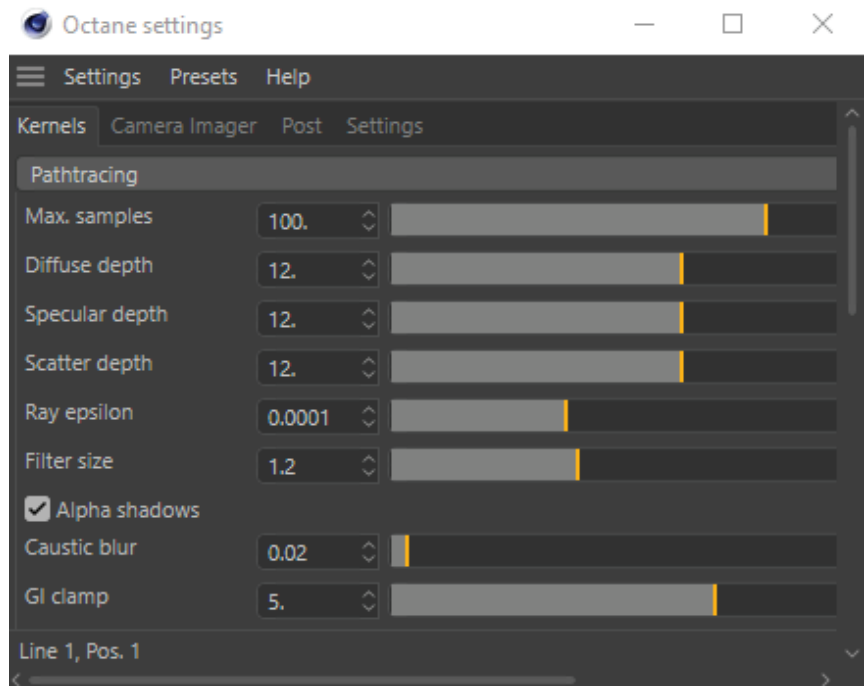 Octane settings
Settings Presets Help
Kernels Camera Imager Post Settings
Pathtracing
Max. samples 100.
Diffuse depth 12.
Specular depth 12.
Scatter depth 12.
Ray epsilon 0.0001
Filter size 1.2
Alpha shadows
Caustic blur 0.02
GI clamp 5.
Line 1, Pos. 1